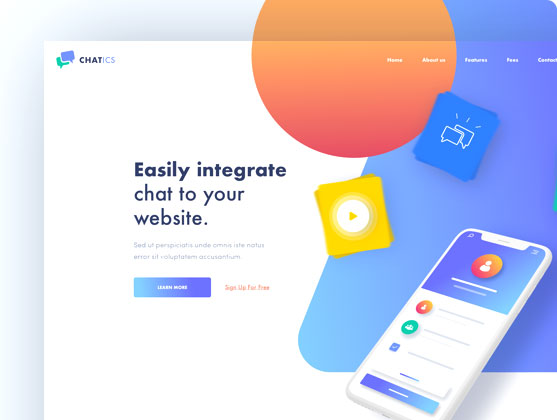 CHATICS
Home About us Features Fees Contact
Easily integrate
chat to your
website.
Sed ut perspiciatis unde omnis iste natus
error sit voluptatem accusantium.
LEARN MORE Sign Up For Free